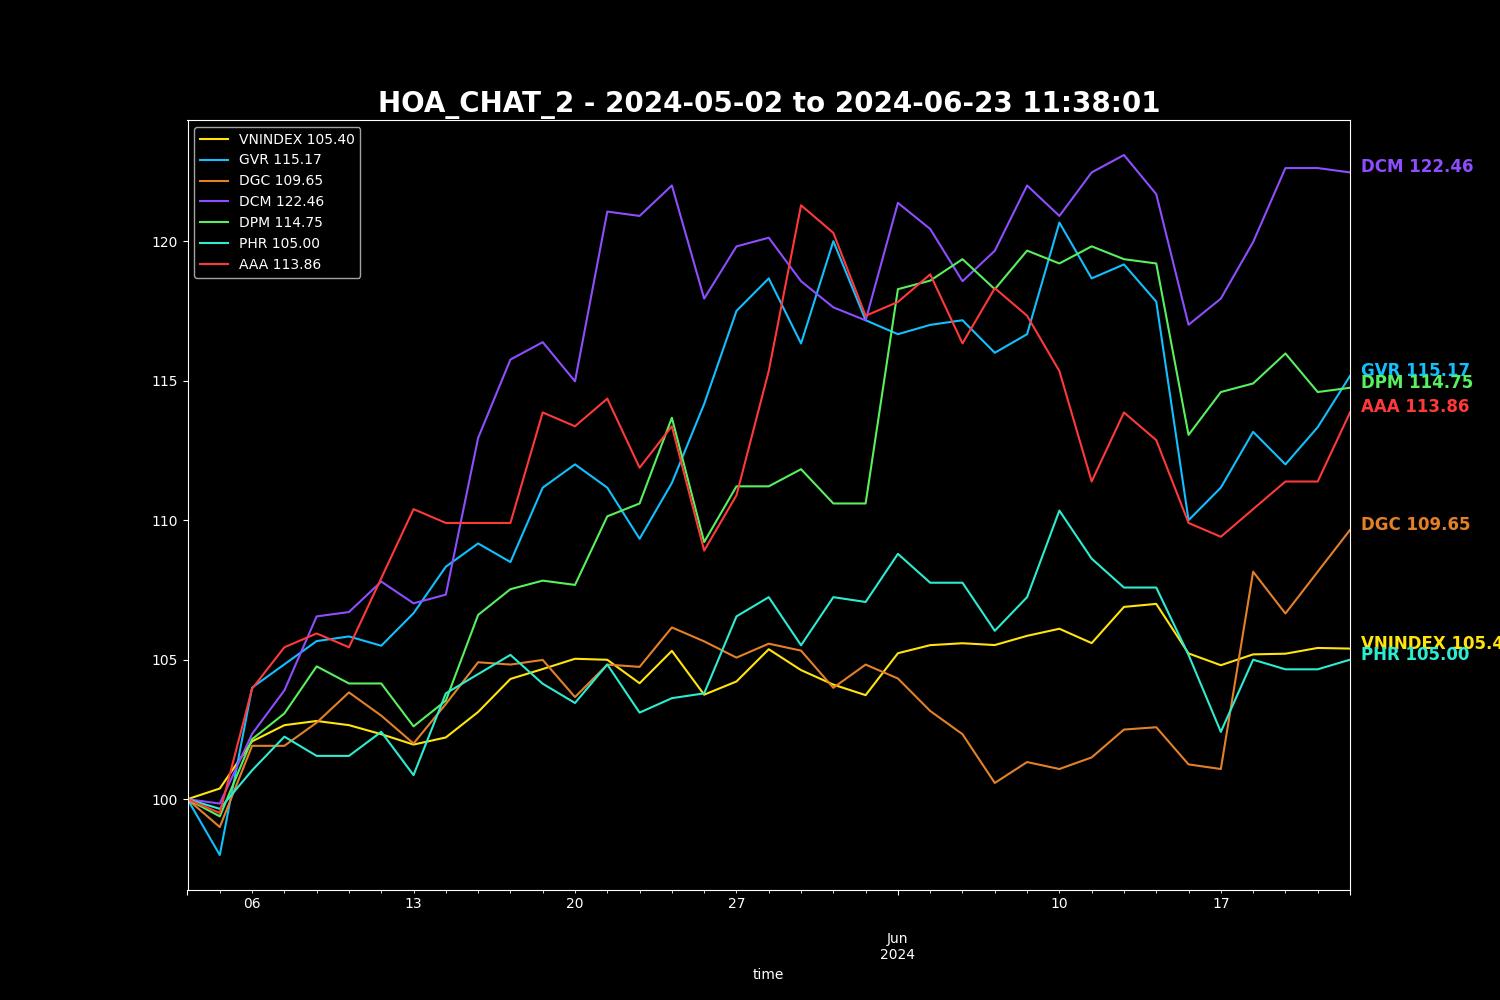 HOA_CHAT_2 - 2024-05-02 to 2024-06-23 11:38:01
VNINDEX 105.40
GVR 115.17
DGC 109.65
DCM 122.46
DPM 114.75
PHR 105.00
AAA 113.86
120
115
110
105
100
DCM 122.46
GVR 115.17
DPM 114.75
AAA 113.86
DGC 109.65
VNINDEX 105.4
PHR 105.00
06 13 20 27 10 17
Jun
2024
time